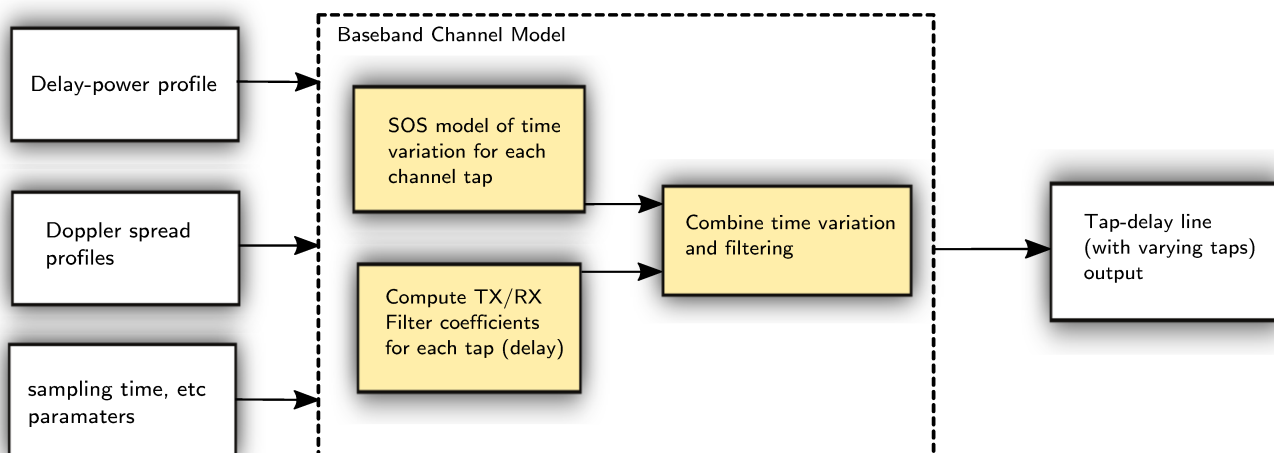 Baseband Channel Model
Delay-power profile
SOS model of time
variation for each
channel tap
Doppler spread
profiles
Combine time variation
and filtering
Tap-delay line
(with varying taps)
output
Compute TX/RX
Filter coefficients
for each tap (delay)
sampling time, etc
paramaters